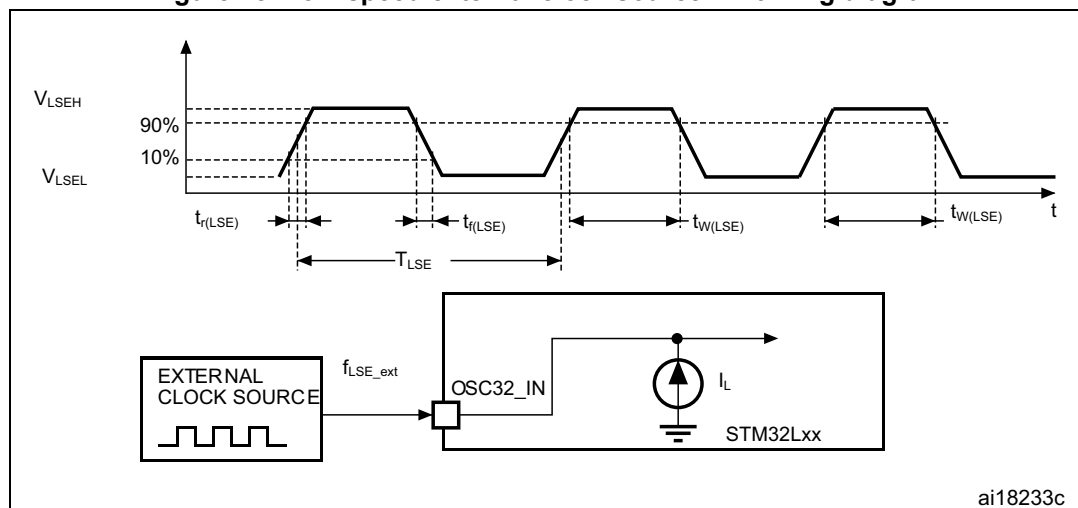 V_LSEH
90%
10%
V_LSEL
t_r(LSE)
t_f(LSE)
t_W(LSE)
t_W(LSE)
t
T_LSE
EXTERNAL
CLOCK SOURCE
f_LSE_ext
OSC32_IN
I_L
STM32Lxx
ai18233c